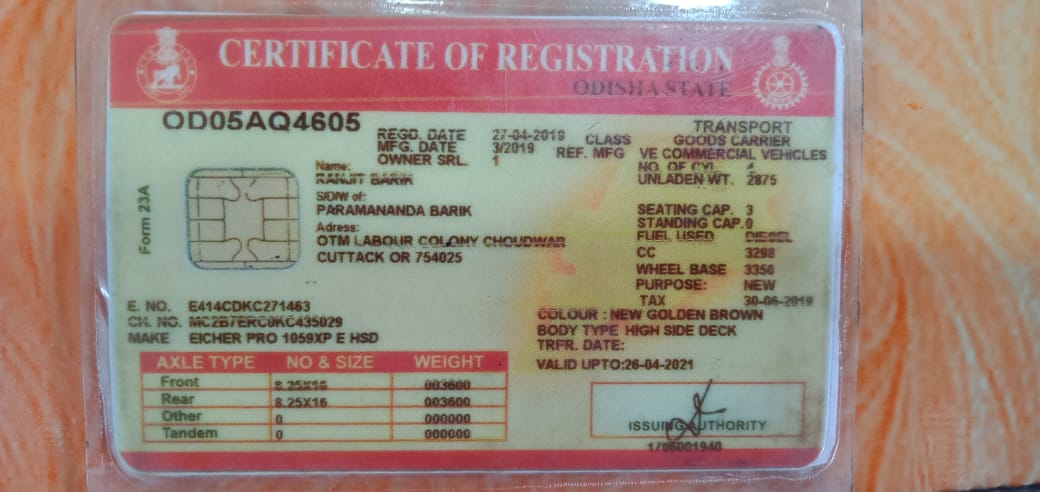 CERTIFICATE OF REGISTRATION
ODISHA STATE
OD05AQ4605
REGD. DATE 27-04-2019 CLASS TRANSPORT GOODS CARRIER
MFG. DATE 3/2019 REF. MFG VE COMMERCIAL VEHICLES
OWNER SRL. 1
NO. OF CYL 4
UNLADEN WT. 2875
Form 23A
Name:
RANJIT BARIK
S/D/W of:
PARAMANANDA BARIK
Adress:
OTM LABOUR COLONY CHOUDWAR
CUTTACK OR 754025
SEATING CAP. 3
STANDING CAP.0
FUEL USED DIESEL
CC 3298
WHEEL BASE 3350
PURPOSE: NEW
TAX 30-06-2019
E. NO. E414CDKC271463
CH. NO. MC2B7ERC0KC435029
MAKE EICHER PRO 1059XP E HSD
COLOUR : NEW GOLDEN BROWN
BODY TYPE HIGH SIDE DECK
TRFR. DATE:
VALID UPTO:26-04-2021
AXLE TYPE NO & SIZE WEIGHT
Front 8.25X16 003600
Rear 8.25X16 003600
Other 0 000000
Tandem 0 000000
ISSUING AUTHORITY
1706001940